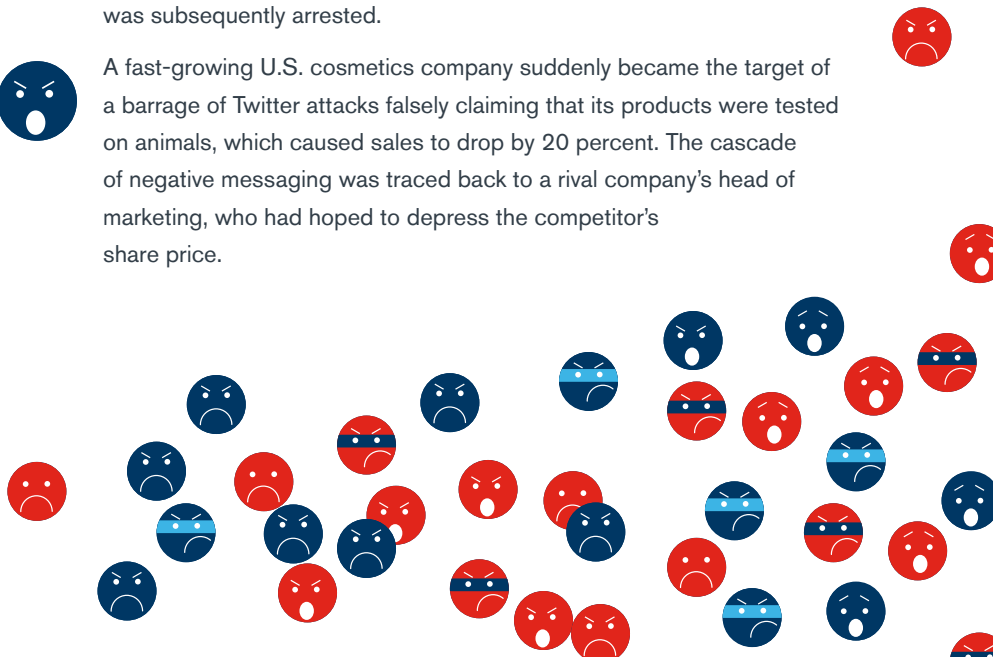 was subsequently arrested.
A fast-growing U.S. cosmetics company suddenly became the target of
a barrage of Twitter attacks falsely claiming that its products were tested
on animals, which caused sales to drop by 20 percent. The cascade
of negative messaging was traced back to a rival company’s head of
marketing, who had hoped to depress the competitor’s
share price.